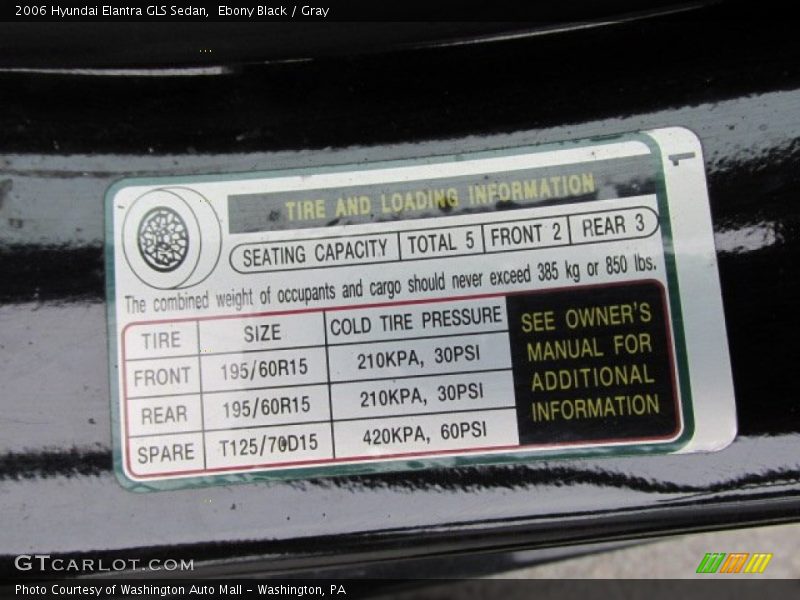 2006 Hyundai Elantra GLS Sedan,  Ebony Black / Gray
TIRE AND LOADING INFORMATION
1
SEATING CAPACITY TOTAL 5 FRONT 2 REAR 3
The combined weight of occupants and cargo should never exceed 385 kg or 850 lbs.
TIRE SIZE COLD TIRE PRESSURE
FRONT 195/60R15 210KPA, 30PSI
REAR 195/60R15 210KPA, 30PSI
SPARE T125/70D15 420KPA, 60PSI
SEE OWNER'S
MANUAL FOR
ADDITIONAL
INFORMATION
GTCARLOT.COM
Photo Courtesy of Washington Auto Mall - Washington, PA